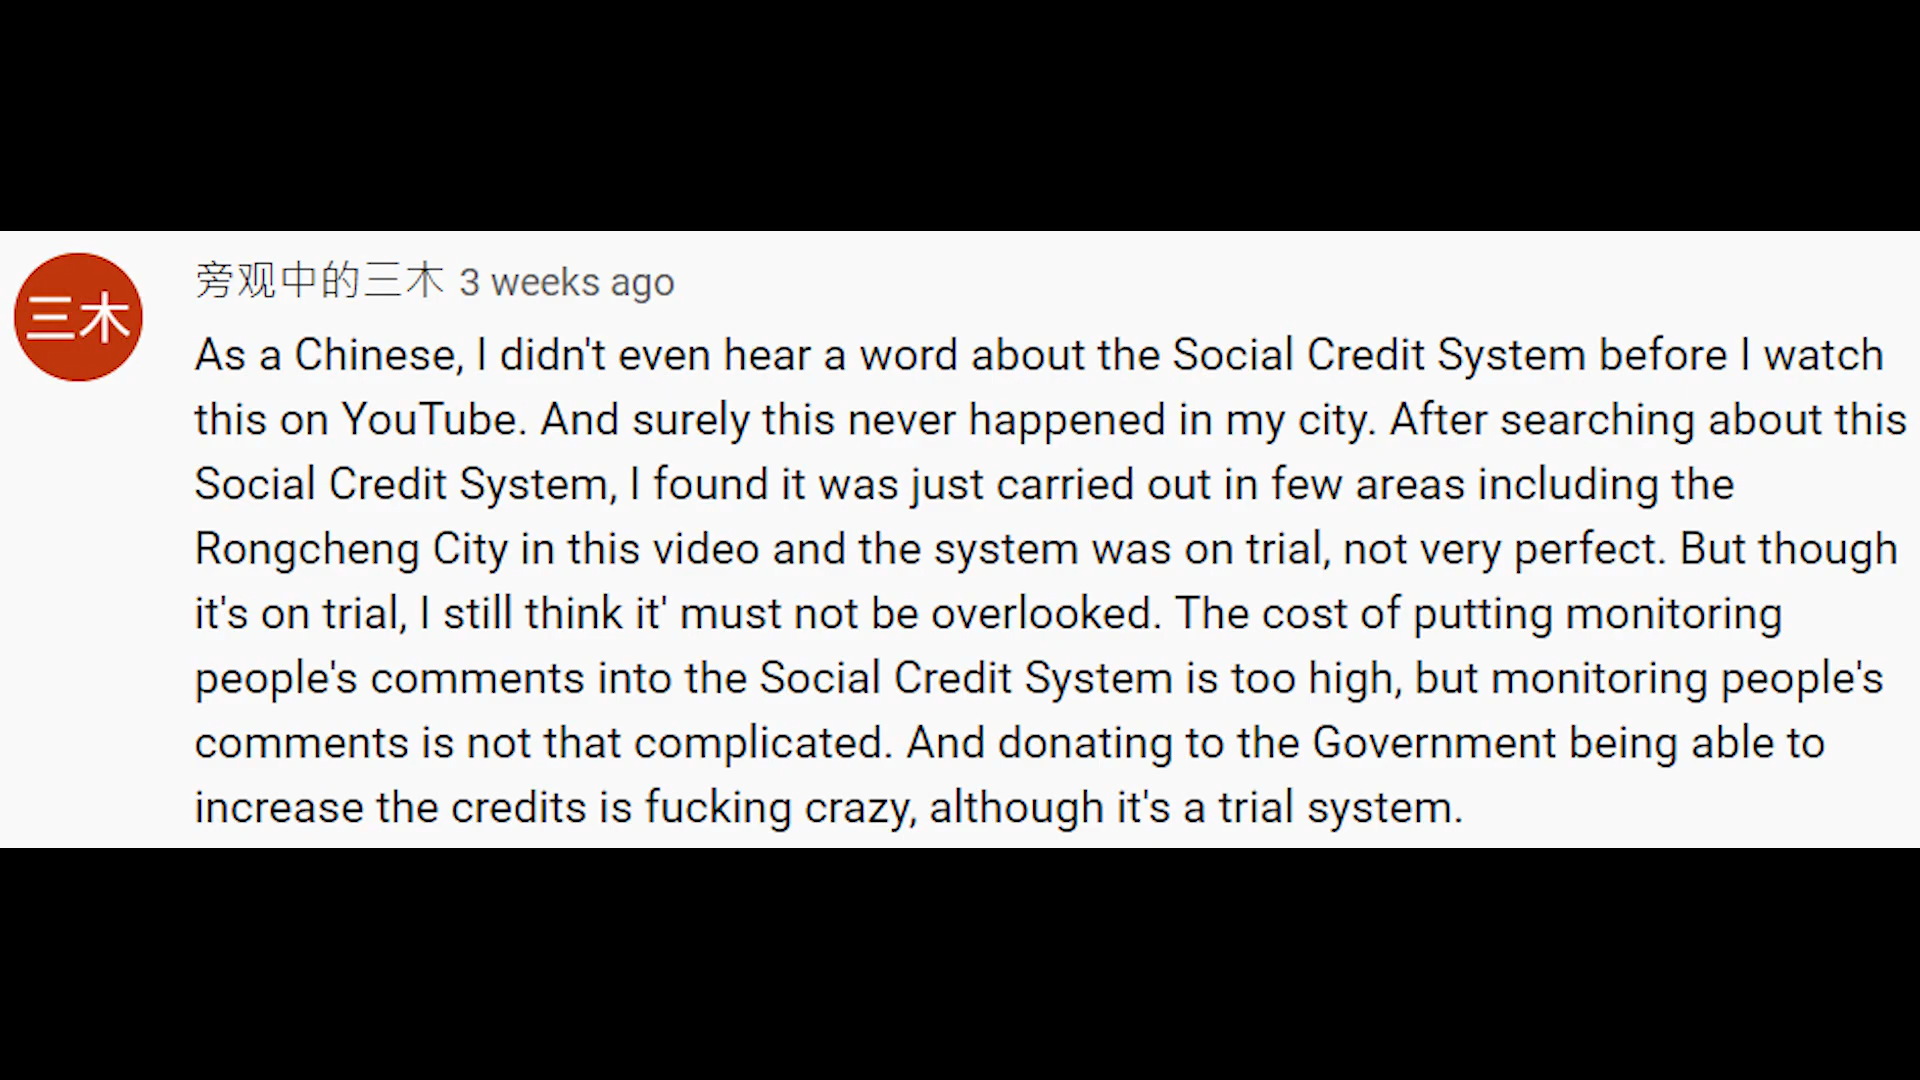 三木
旁观中的三木 3 weeks ago
As a Chinese, I didn't even hear a word about the Social Credit System before I watch
this on YouTube. And surely this never happened in my city. After searching about this
Social Credit System, I found it was just carried out in few areas including the
Rongcheng City in this video and the system was on trial, not very perfect. But though
it's on trial, I still think it' must not be overlooked. The cost of putting monitoring
people's comments into the Social Credit System is too high, but monitoring people's
comments is not that complicated. And donating to the Government being able to
increase the credits is fucking crazy, although it's a trial system.